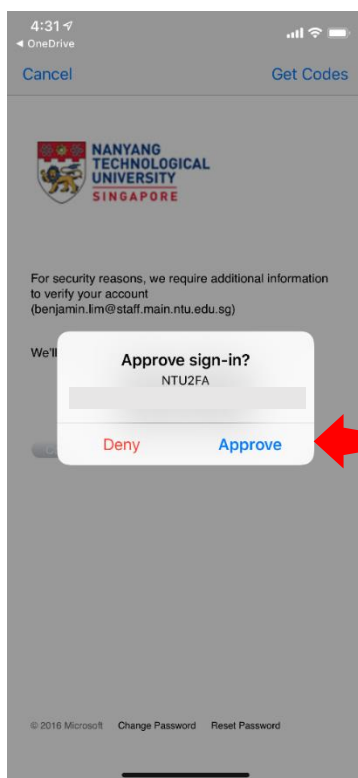 4:31
◀ OneDrive
Cancel Get Codes
NANYANG
TECHNOLOGICAL
UNIVERSITY
SINGAPORE
For security reasons, we require additional information
to verify your account
(benjamin.lim@staff.main.ntu.edu.sg)
We'll
Approve sign-in?
NTU2FA
Deny Approve
© 2016 Microsoft Change Password Reset Password